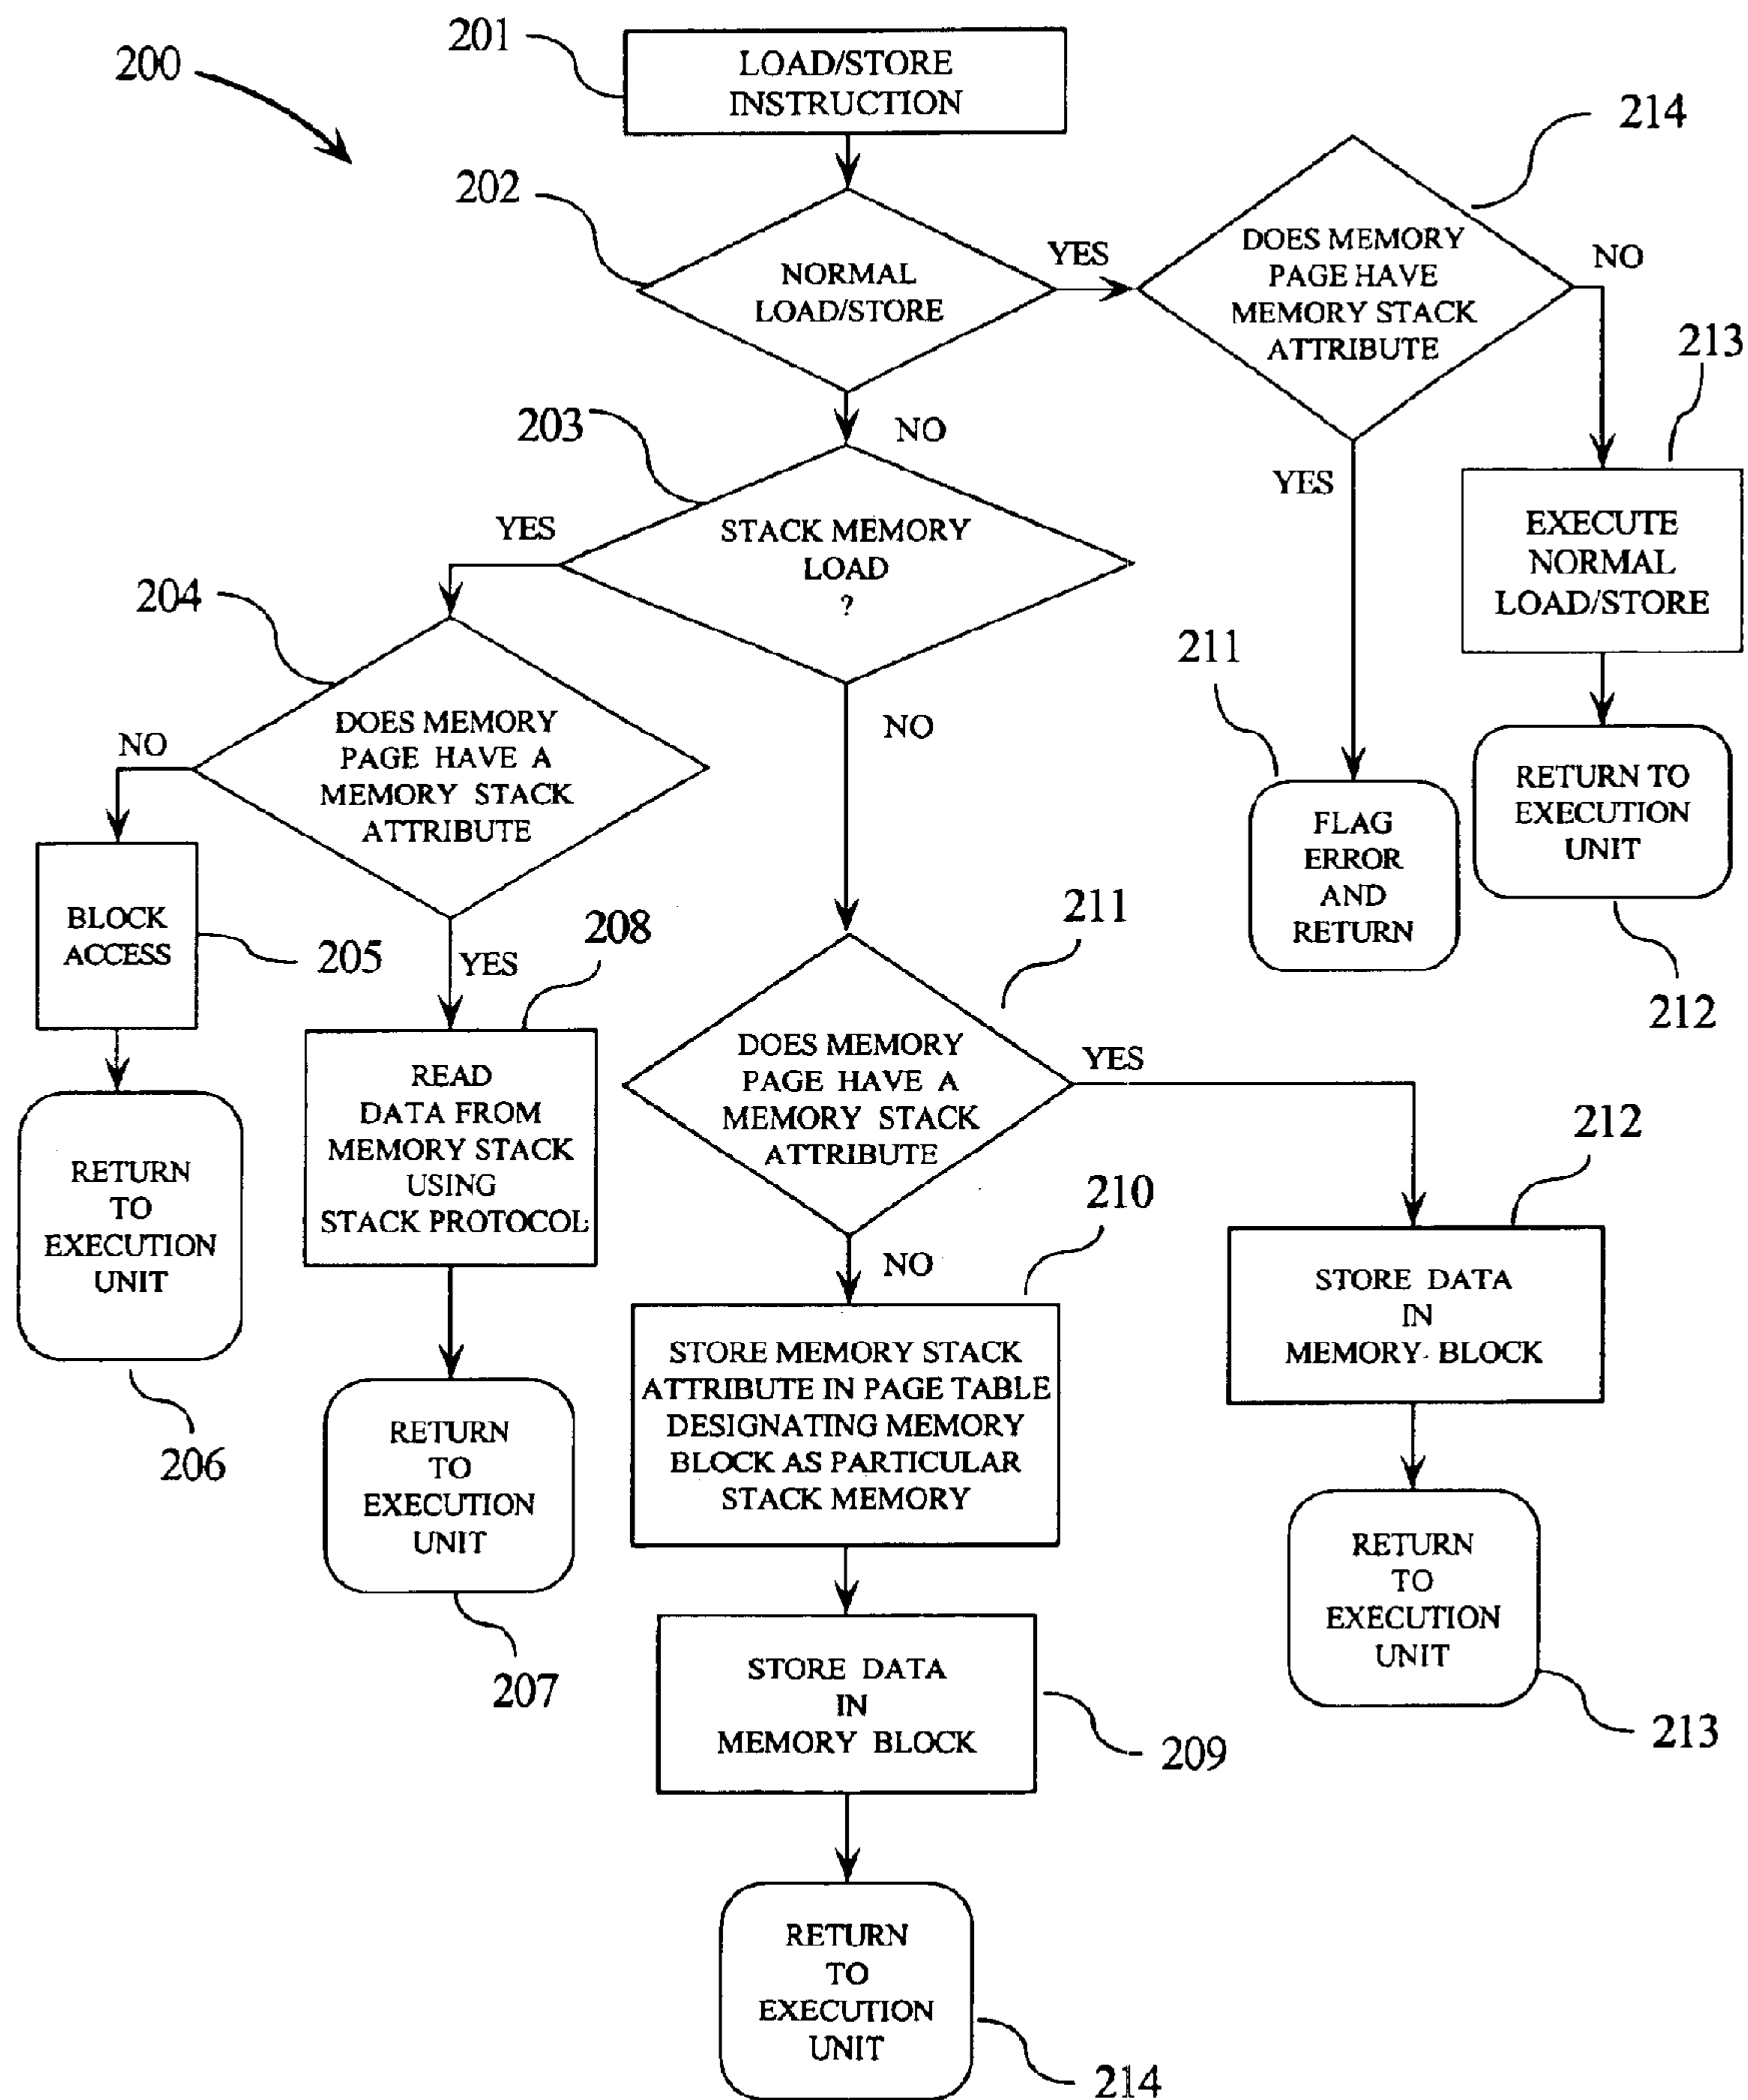 200
201
LOAD/STORE
INSTRUCTION
202
NORMAL
LOAD/STORE
YES
214
DOES MEMORY
PAGE HAVE
MEMORY STACK
ATTRIBUTE
NO
213
EXECUTE
NORMAL
LOAD/STORE
RETURN TO
EXECUTION
UNIT
212
YES
211
FLAG
ERROR
AND
RETURN
NO
203
STACK MEMORY
LOAD
?
YES
204
DOES MEMORY
PAGE HAVE A
MEMORY STACK
ATTRIBUTE
NO
BLOCK
ACCESS
205
RETURN
TO
EXECUTION
UNIT
206
YES
208
READ
DATA FROM
MEMORY STACK
USING
STACK PROTOCOL
RETURN
TO
EXECUTION
UNIT
207
NO
211
DOES MEMORY
PAGE HAVE A
MEMORY STACK
ATTRIBUTE
YES
212
STORE DATA
IN
MEMORY BLOCK
RETURN
TO
EXECUTION
UNIT
213
NO
210
STORE MEMORY STACK
ATTRIBUTE IN PAGE TABLE
DESIGNATING MEMORY
BLOCK AS PARTICULAR
STACK MEMORY
STORE DATA
IN
MEMORY BLOCK
209
RETURN
TO
EXECUTION
UNIT
214